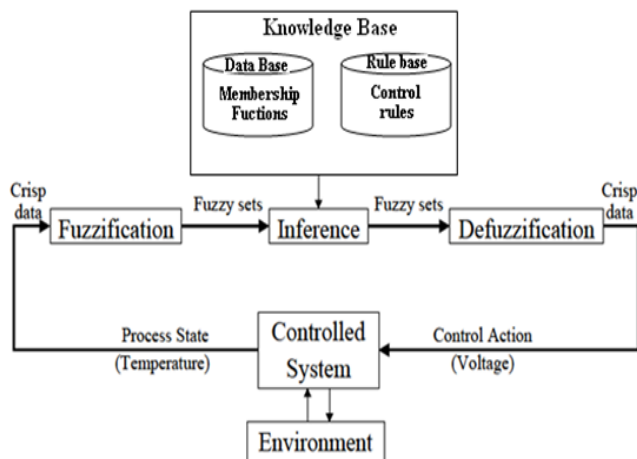 Knowledge Base
Data Base
Membership
Fuctions
Rule base
Control
rules
Crisp
data
Fuzzification
Fuzzy sets
Inference
Fuzzy sets
Defuzzification
Crisp
data
Process State
(Temperature)
Controlled
System
Control Action
(Voltage)
Environment